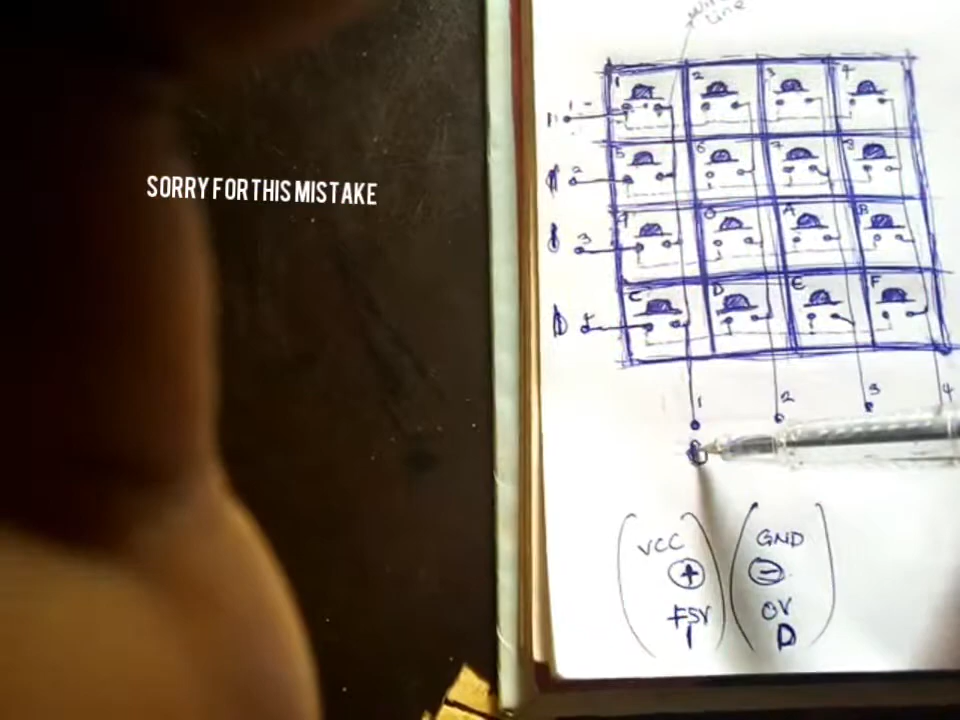 SORRY FOR THIS MISTAKE
line
1 2 3 4
1
5 6 7 8
2
9 0 A B
3
C D E F
1 2 3 4
VCC GND
+ −
+5V 0V
1 0